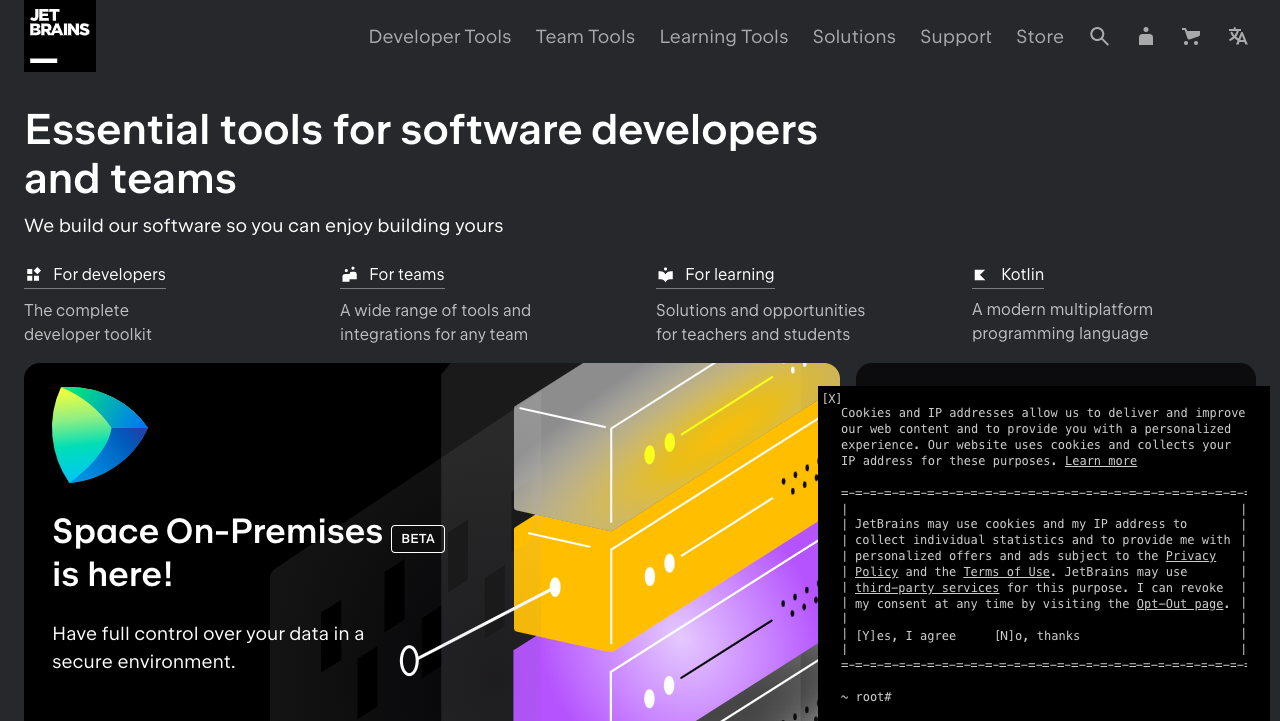 JET
BRAINS
Developer Tools Team Tools Learning Tools Solutions Support Store
Essential tools for software developers
and teams
We build our software so you can enjoy building yours
For developers
The complete
developer toolkit
For teams
A wide range of tools and
integrations for any team
For learning
Solutions and opportunities
for teachers and students
Kotlin
A modern multiplatform
programming language
Space On-Premises BETA
is here!
Have full control over your data in a
secure environment.
[X]
Cookies and IP addresses allow us to deliver and improve
our web content and to provide you with a personalized
experience. Our website uses cookies and collects your
IP address for these purposes. Learn more
JetBrains may use cookies and my IP address to
collect individual statistics and to provide me with
personalized offers and ads subject to the Privacy
Policy and the Terms of Use. JetBrains may use
third-party services for this purpose. I can revoke
my consent at any time by visiting the Opt-Out page.
[Y]es, I agree [N]o, thanks
~ root#